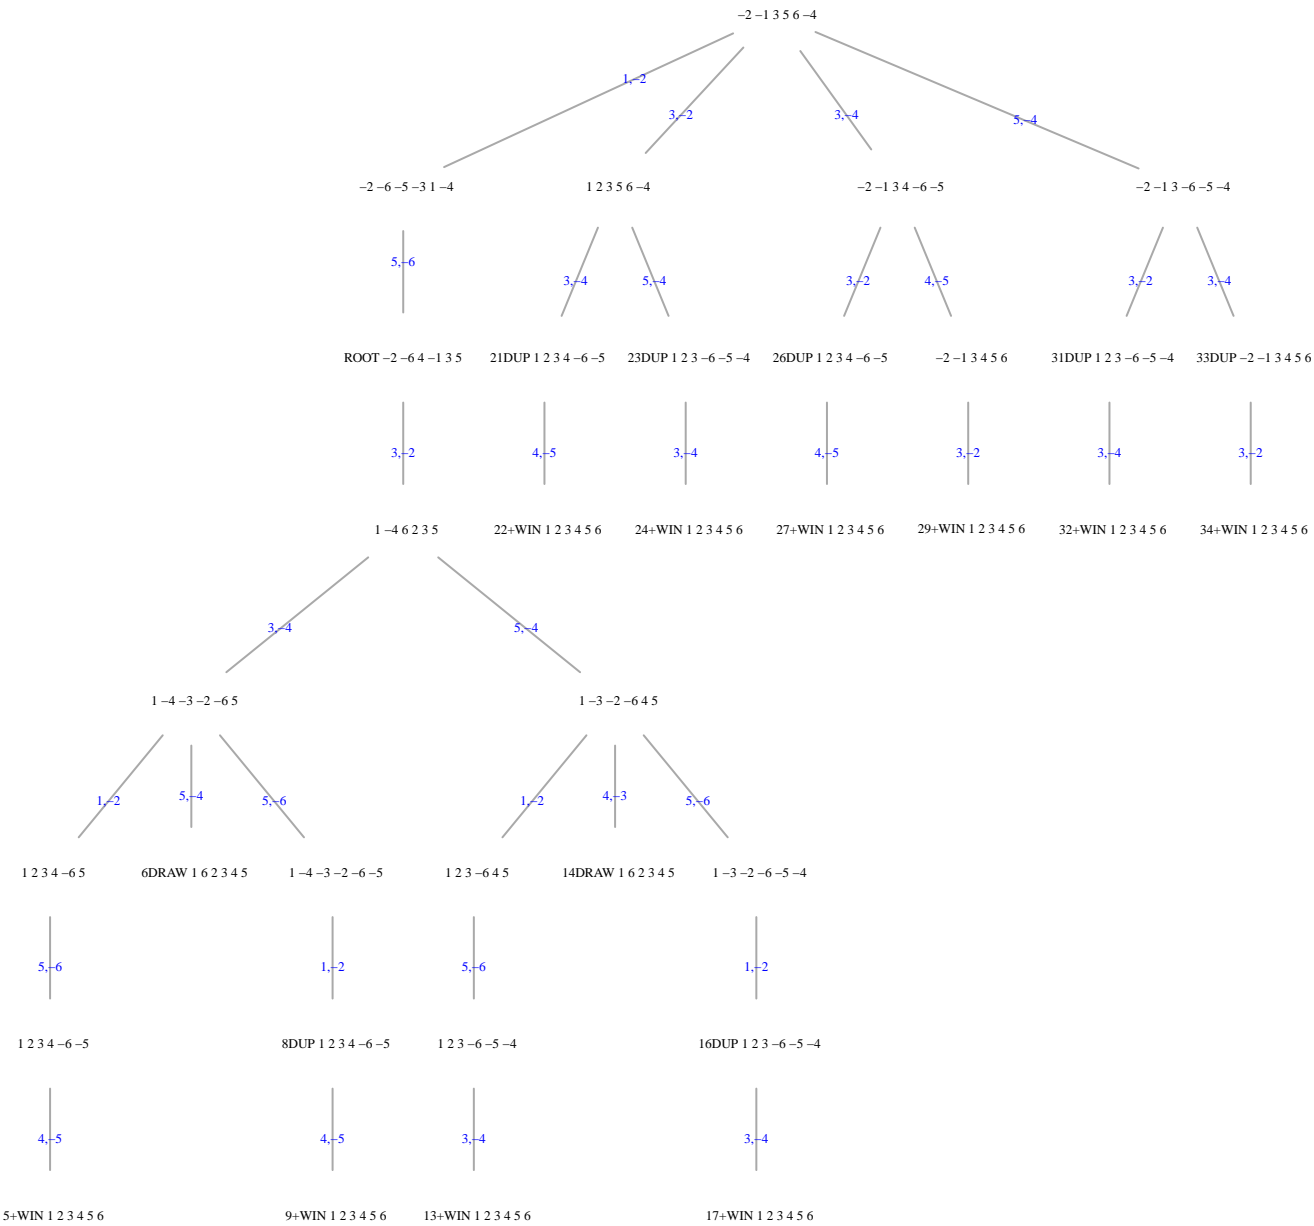 −2 −1 3 5 6 −4
1,−2
3,−2
3,−4
5,−4
−2 −6 −5 −3 1 −4
1 2 3 5 6 −4
−2 −1 3 4 −6 −5
−2 −1 3 −6 −5 −4
5,−6
3,−4
5,−4
3,−2
4,−5
3,−2
3,−4
ROOT −2 −6 4 −1 3 5
21DUP 1 2 3 4 −6 −5
23DUP 1 2 3 −6 −5 −4
26DUP 1 2 3 4 −6 −5
−2 −1 3 4 5 6
31DUP 1 2 3 −6 −5 −4
33DUP −2 −1 3 4 5 6
3,−2
4,−5
3,−4
4,−5
3,−2
3,−4
3,−2
1 −4 6 2 3 5
22+WIN 1 2 3 4 5 6
24+WIN 1 2 3 4 5 6
27+WIN 1 2 3 4 5 6
29+WIN 1 2 3 4 5 6
32+WIN 1 2 3 4 5 6
34+WIN 1 2 3 4 5 6
3,−4
5,−4
1 −4 −3 −2 −6 5
1 −3 −2 −6 4 5
1,−2
5,−4
5,−6
1,−2
4,−3
5,−6
1 2 3 4 −6 5
6DRAW 1 6 2 3 4 5
1 −4 −3 −2 −6 −5
1 2 3 −6 4 5
14DRAW 1 6 2 3 4 5
1 −3 −2 −6 −5 −4
5,−6
1,−2
5,−6
1,−2
1 2 3 4 −6 −5
8DUP 1 2 3 4 −6 −5
1 2 3 −6 −5 −4
16DUP 1 2 3 −6 −5 −4
4,−5
4,−5
3,−4
3,−4
5+WIN 1 2 3 4 5 6
9+WIN 1 2 3 4 5 6
13+WIN 1 2 3 4 5 6
17+WIN 1 2 3 4 5 6